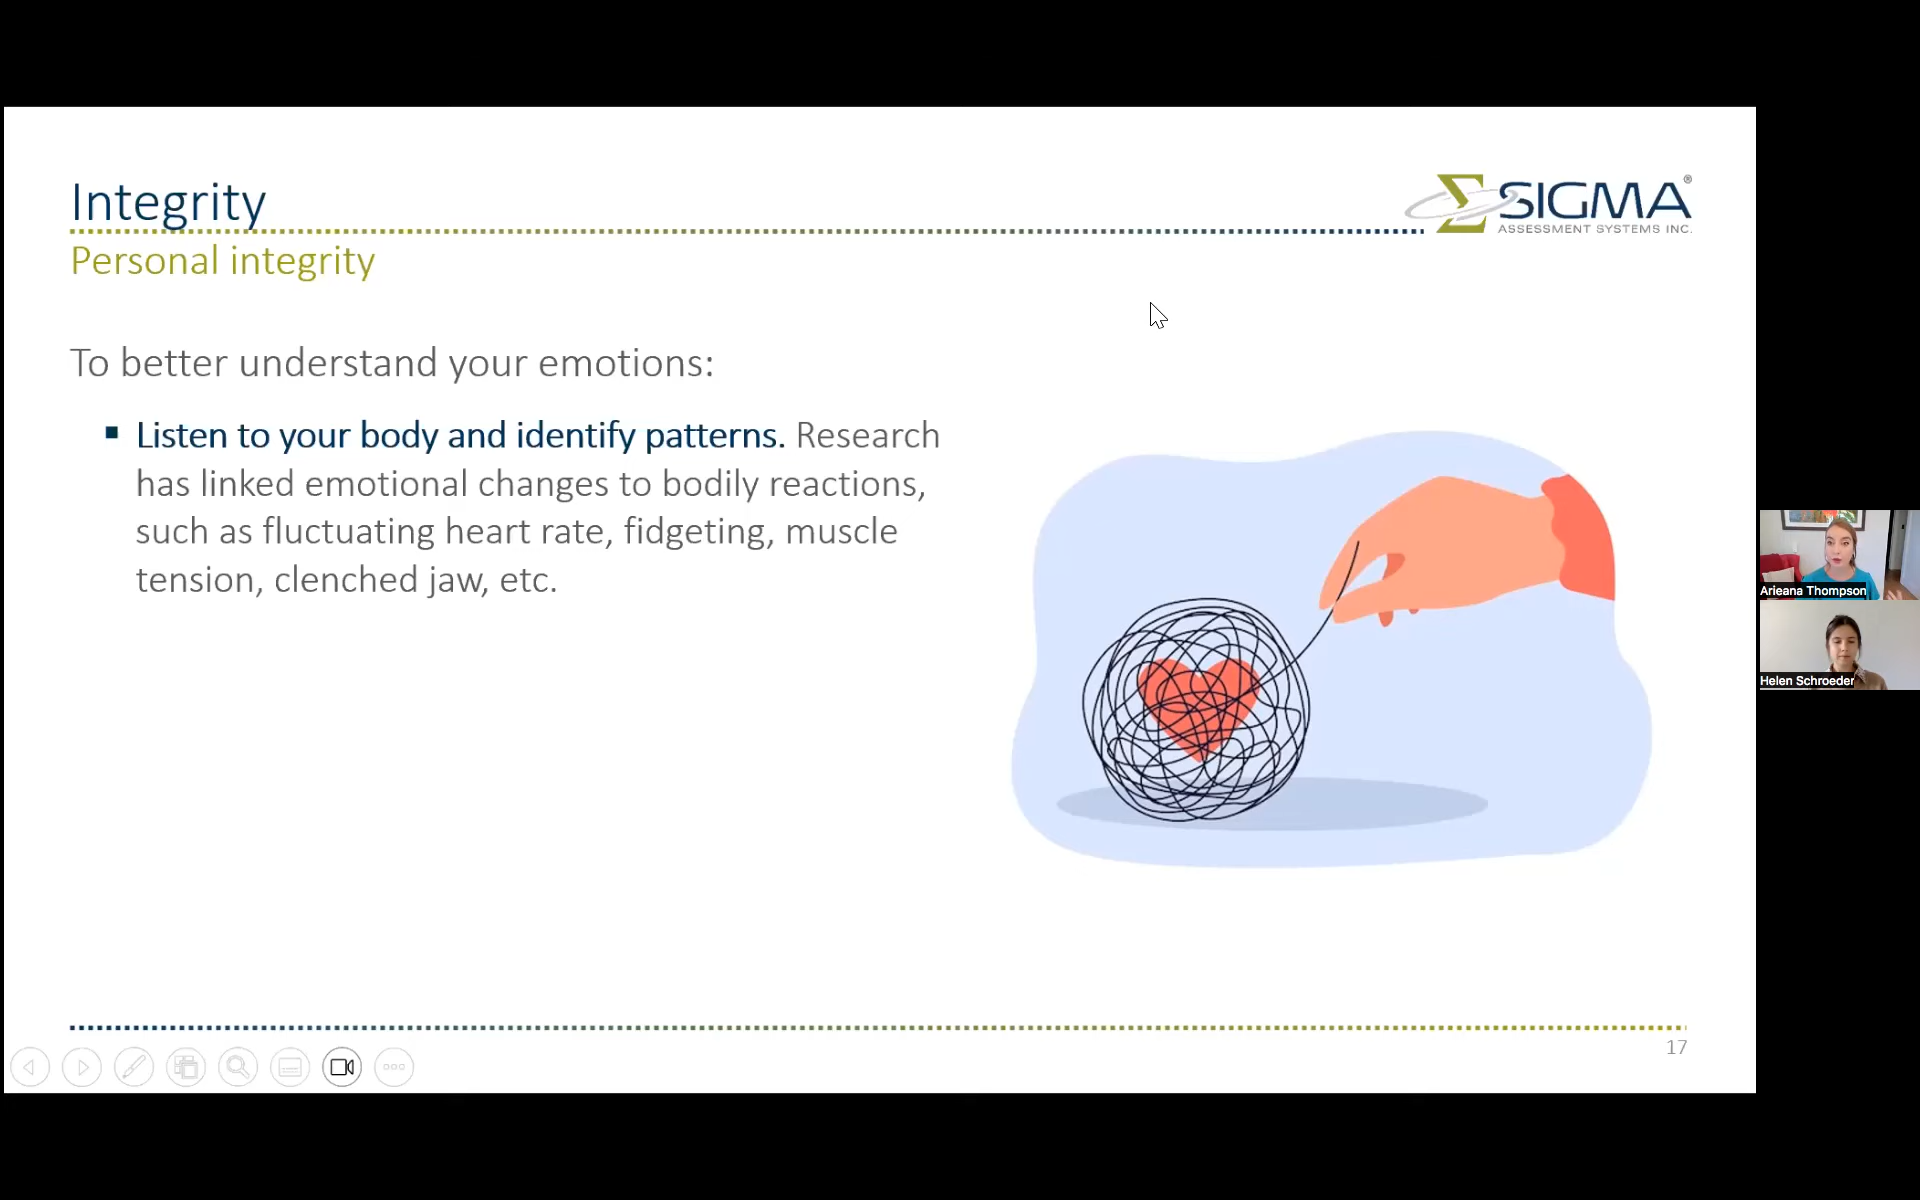 Integrity
SIGMA®
ASSESSMENT SYSTEMS INC.
Personal integrity
To better understand your emotions:
▪ Listen to your body and identify patterns. Research
has linked emotional changes to bodily reactions,
such as fluctuating heart rate, fidgeting, muscle
tension, clenched jaw, etc.
Arieana Thompson
Helen Schroeder
17